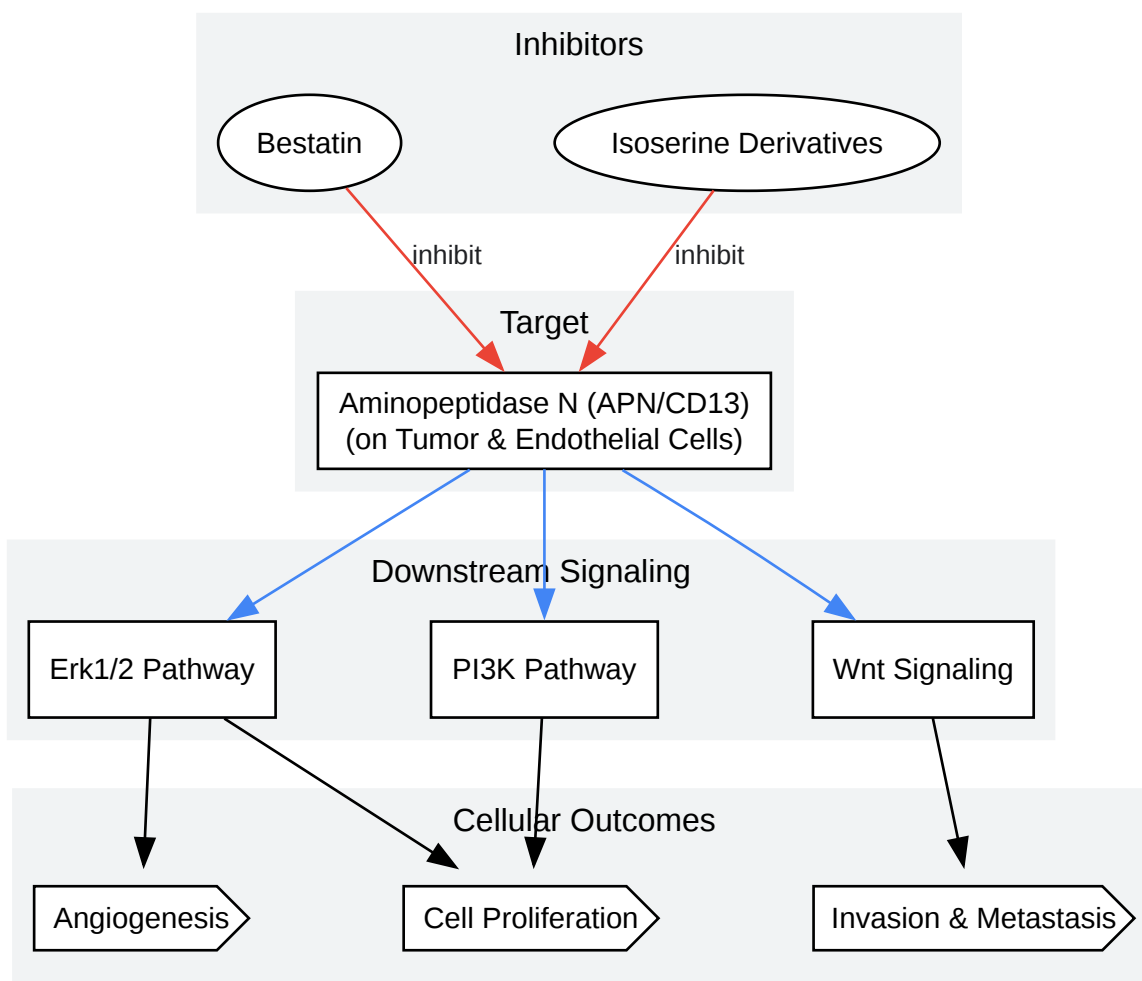 Inhibitors
Bestatin
Isoserine Derivatives
inhibit
inhibit
Target
Aminopeptidase N (APN/CD13)
(on Tumor & Endothelial Cells)
Downstream Signaling
Erk1/2 Pathway
PI3K Pathway
Wnt Signaling
Cellular Outcomes
Angiogenesis
Cell Proliferation
Invasion & Metastasis